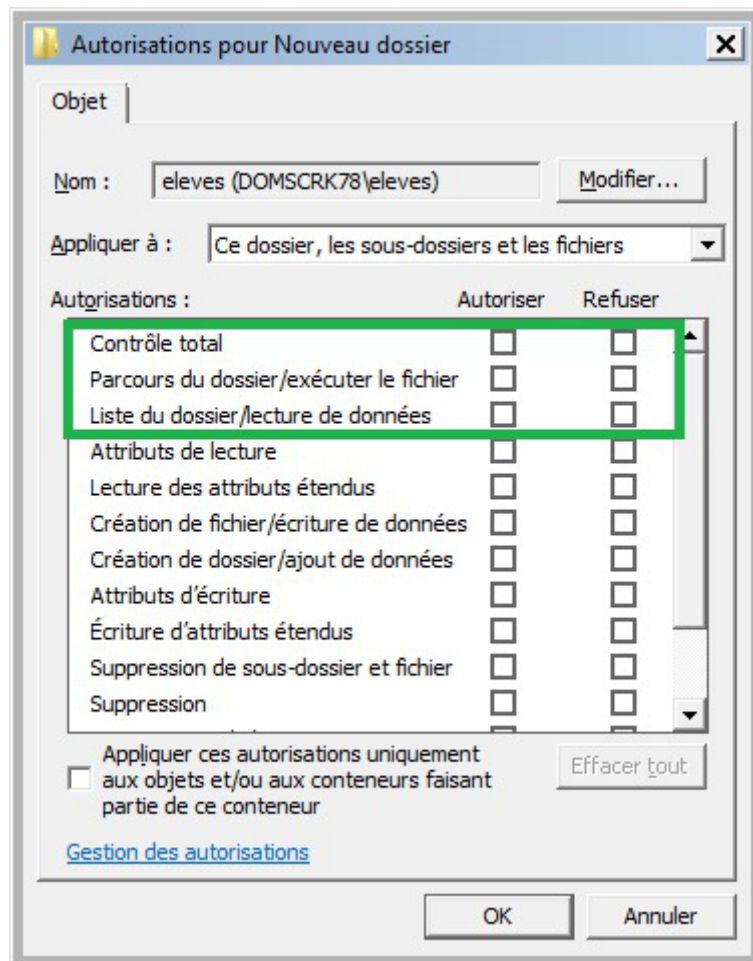 Autorisations pour Nouveau dossier
Objet
Nom : eleves (DOMSCRK78\eleves) Modifier...
Appliquer à : Ce dossier, les sous-dossiers et les fichiers
Autorisations : Autoriser Refuser
Contrôle total
Parcours du dossier/exécuter le fichier
Liste du dossier/lecture de données
Attributs de lecture
Lecture des attributs étendus
Création de fichier/écriture de données
Création de dossier/ajout de données
Attributs d’écriture
Écriture d’attributs étendus
Suppression de sous-dossier et fichier
Suppression
Appliquer ces autorisations uniquement
aux objets et/ou aux conteneurs faisant
partie de ce conteneur
Effacer tout
Gestion des autorisations
OK Annuler